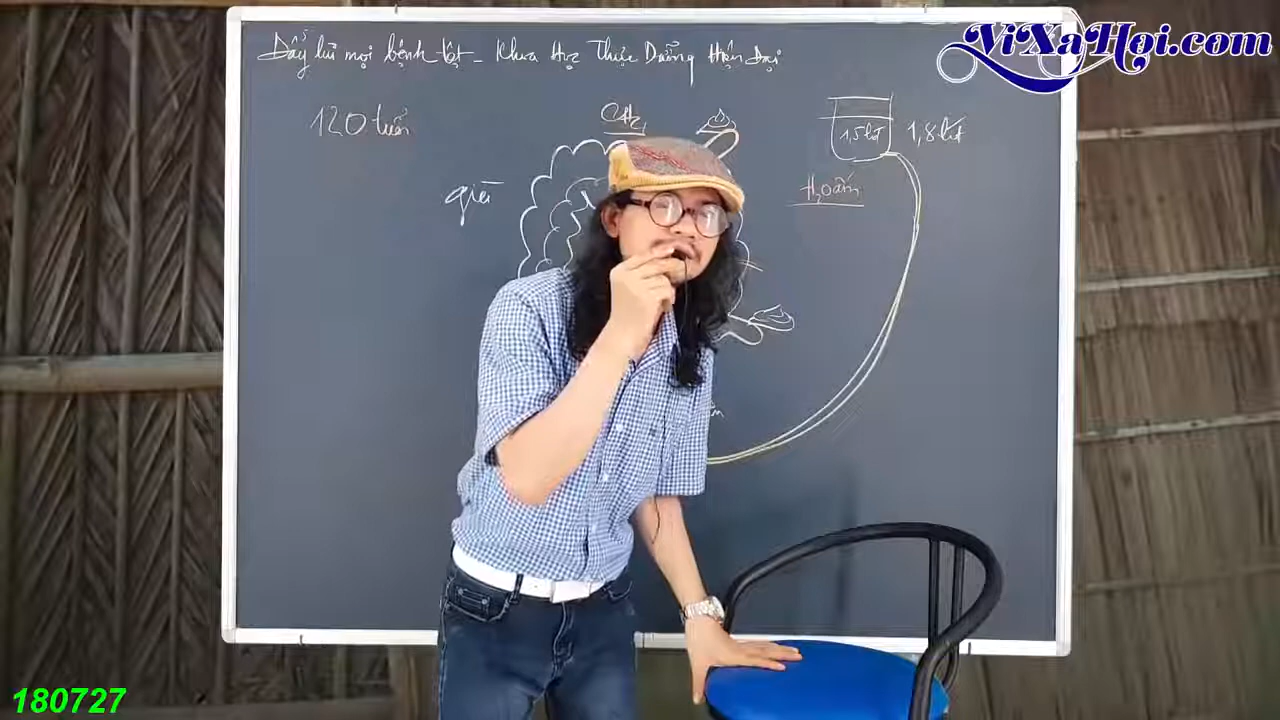 ViXaHoi.com
Đẩy lùi mọi bệnh tật - Khoa Học Thực Dưỡng Hiện Đại
120 tuổi
CH₄
1,5 lít 1,8 lít
già
H₂O ấm
180727